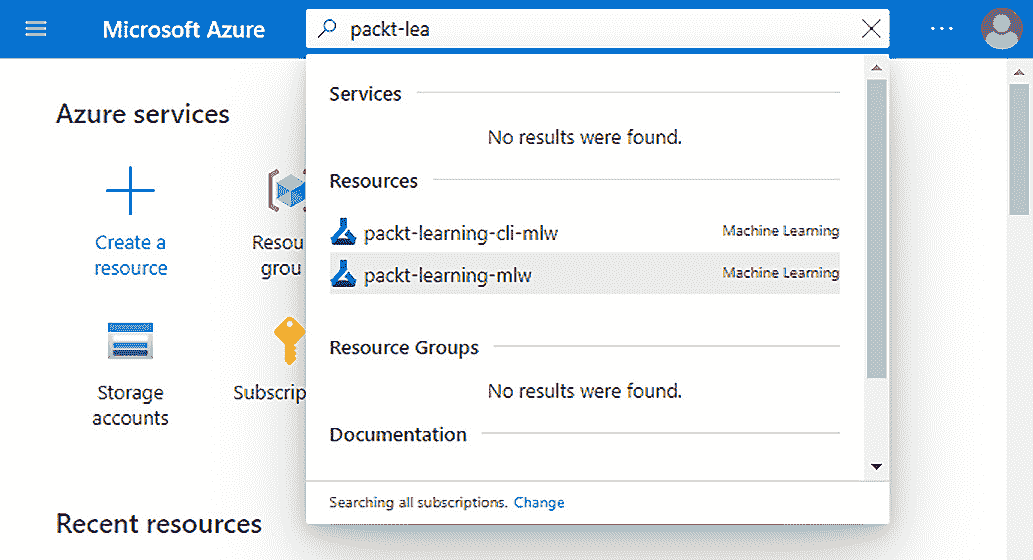 Microsoft Azure
packt-lea
Azure services
Create a
resource
Resou
grou
Storage
accounts
Subscrip
Recent resources
Services
No results were found.
Resources
packt-learning-cli-mlw Machine Learning
packt-learning-mlw Machine Learning
Resource Groups
No results were found.
Documentation
Searching all subscriptions. Change